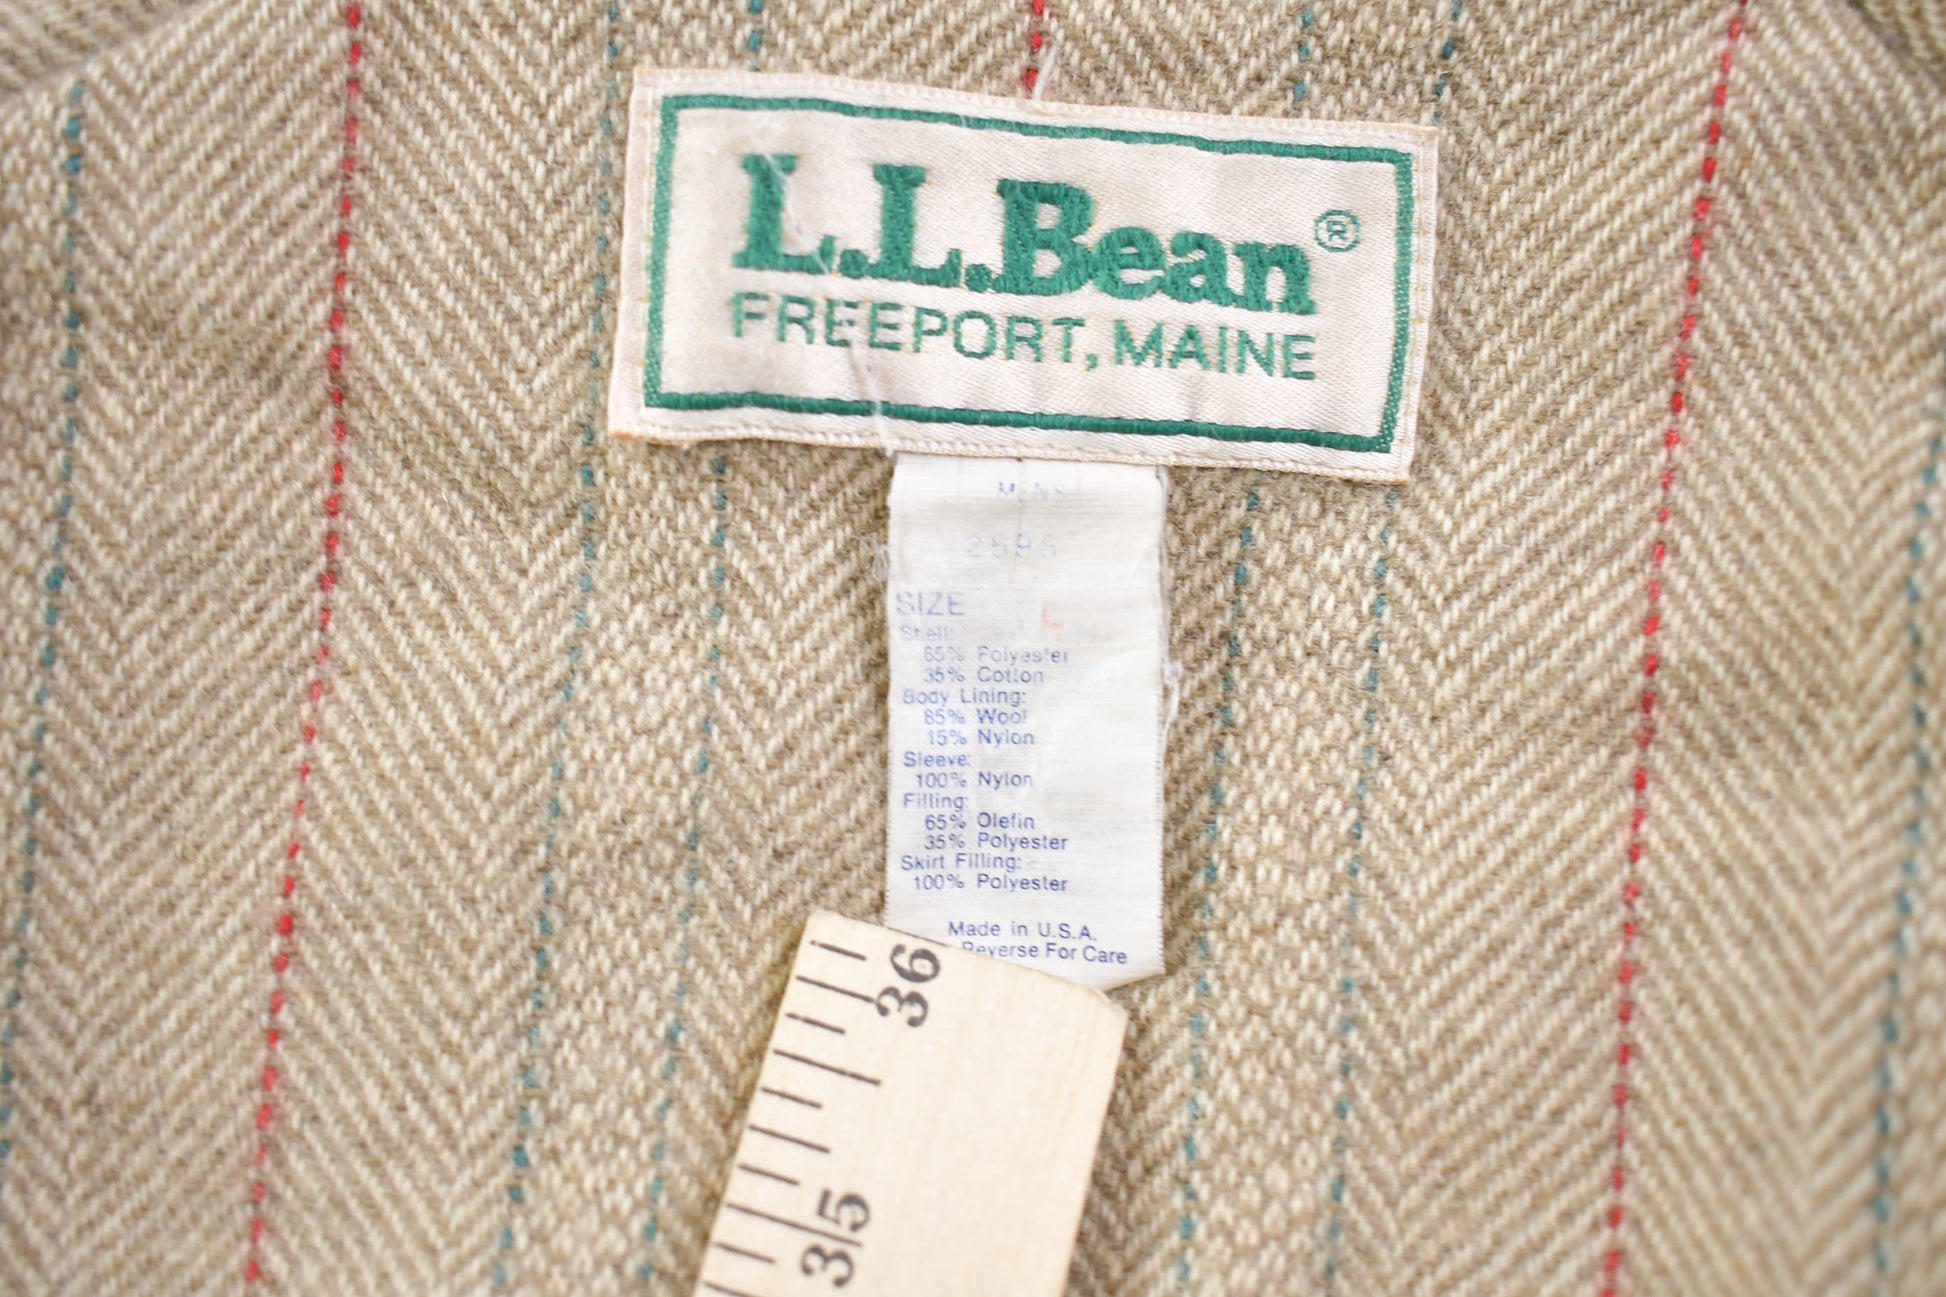 L.L.Bean®
FREEPORT, MAINE
MENS
SIZE L
Shell:
65% Polyester
35% Cotton
Body Lining:
85% Wool
15% Nylon
Sleeve:
100% Nylon
Filling:
65% Olefin
35% Polyester
Skirt Filling:
100% Polyester
Made in U.S.A.
Reverse For Care
36
35